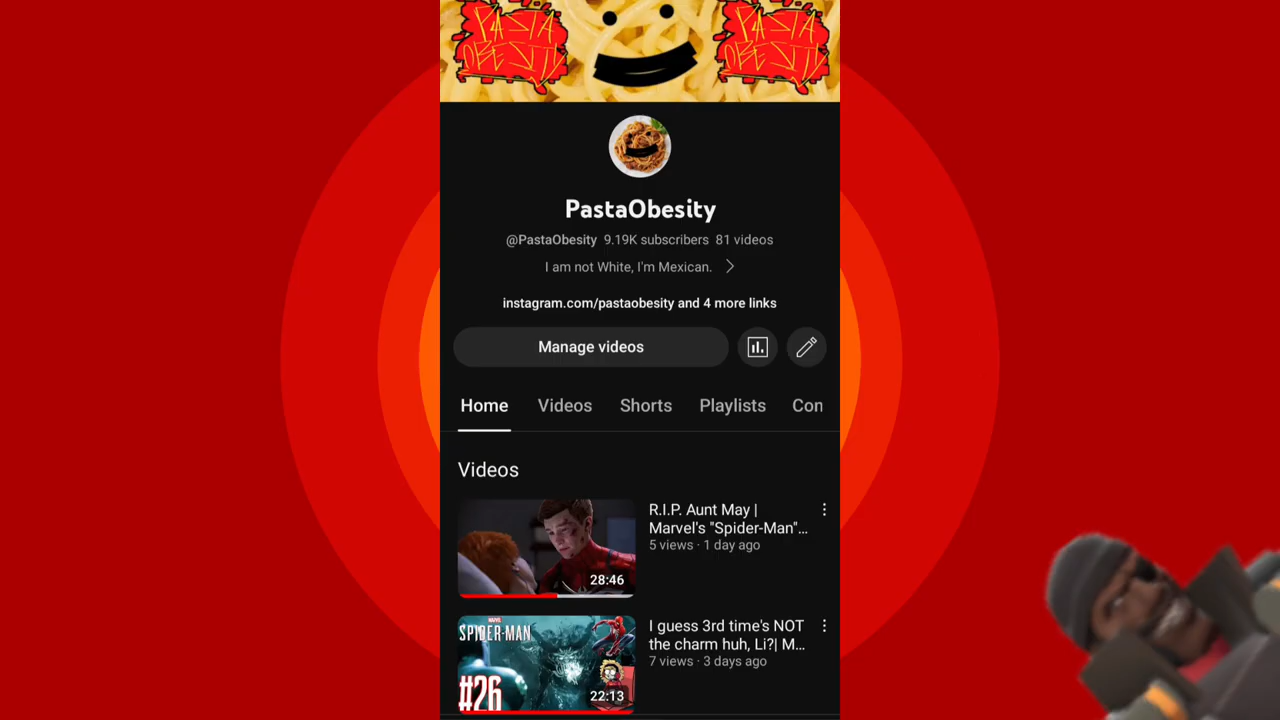 PASTA
OBESITY
PASTA
OBESITY
PastaObesity
@PastaObesity 9.19K subscribers 81 videos
I am not White, I'm Mexican.
instagram.com/pastaobesity and 4 more links
Manage videos
Home Videos Shorts Playlists Con
Videos
R.I.P. Aunt May |
Marvel's "Spider-Man"...
5 views · 1 day ago
28:46
MARVEL
SPIDER-MAN
#26
22:13
I guess 3rd time's NOT
the charm huh, Li?| M...
7 views · 3 days ago